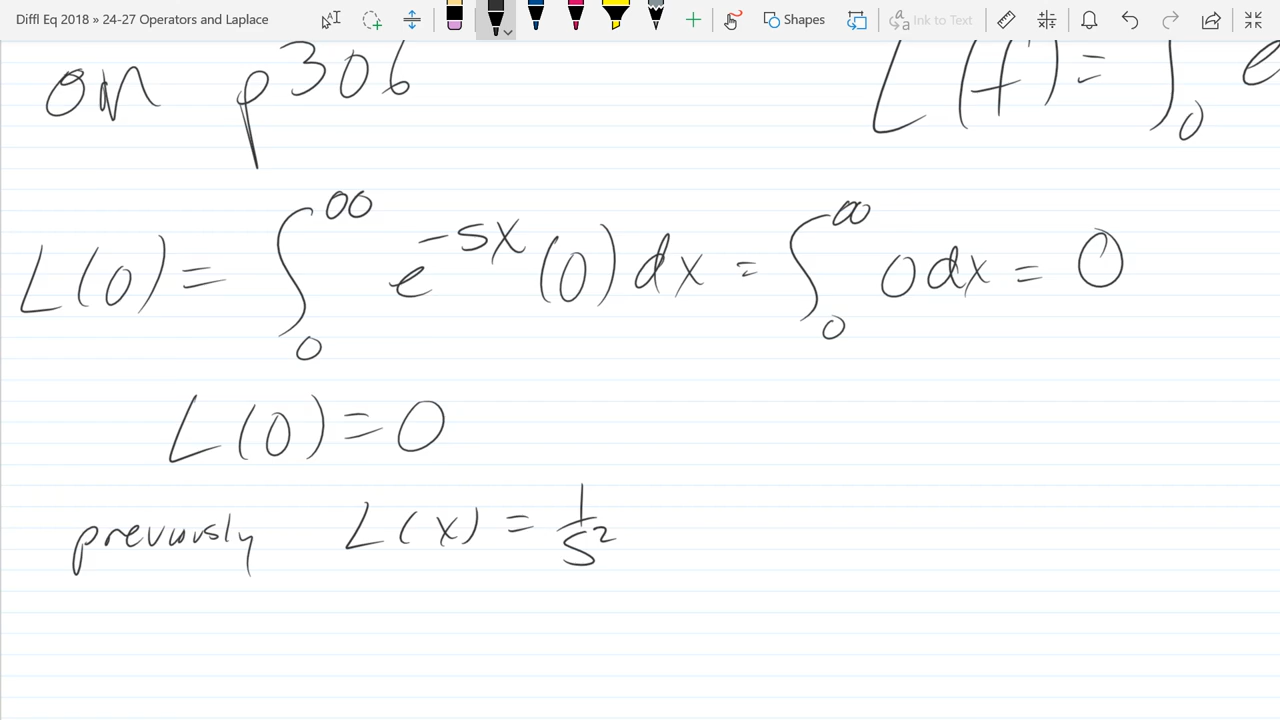 Diffl Eq 2018 » 24-27 Operators and Laplace Shapes Ink to Text
on p306
L(f) = ∫₀ e
L(0) = ∫₀^∞ e^{-sx} (0) dx = ∫₀^∞ 0 dx = 0
L(0) = 0
prevously L(x) = 1/s²